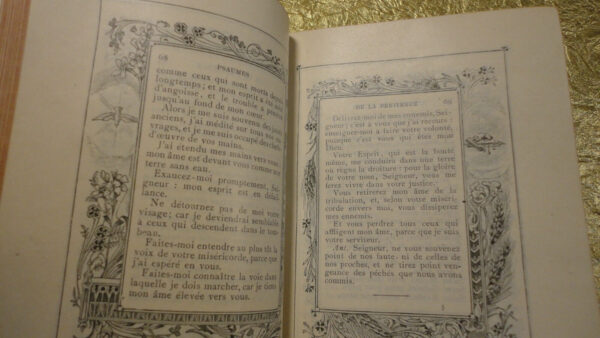 68
PSAUMES
comme ceux qui sont morts depuis
longtemps; et mon esprit a été saisi
d'angoisse, et le trouble a pénétré
jusqu'au fond de mon cœur.
Alors je me suis souvenu des jours
anciens, j'ai médité sur tous vos ou-
vrages, et je me suis occupé des chefs-
d'œuvre de vos mains.
J'ai étendu mes mains vers vous;
mon âme est devant vous comme une
terre sans eau.
Exaucez-moi promptement, Sei-
gneur : mon esprit est en défail-
lance.
Ne détournez pas de moi votre
visage; car je deviendrai semblable
à ceux qui descendent dans le tom-
beau.
Faites-moi entendre au plus tôt la
voix de votre miséricorde, parce que
j'ai espéré en vous.
Faites-moi connaître la voie dans
laquelle je dois marcher, car je tiens
mon âme élevée vers vous.
DE LA PÉNITENCE
69
Délivrez-moi de mes ennemis, Sei-
gneur; c'est à vous que j'ai recours :
enseignez-moi à faire votre volonté,
puisque c'est vous qui êtes mon
Dieu.
Votre Esprit, qui est la bonté
même, me conduira dans une terre
où règne la droiture : pour la gloire
de votre nom, Seigneur, vous me
ferez vivre dans votre justice.
Vous retirerez mon âme de la
tribulation, et, selon votre miséri-
corde envers moi, vous dissiperez
mes ennemis.
Et vous perdrez tous ceux qui
affligent mon âme, parce que je suis
votre serviteur.
Ant. Seigneur, ne vous souvenez
point de nos fautes ni de celles de
nos proches, et ne tirez point ven-
geance des péchés que nous avons
commis.